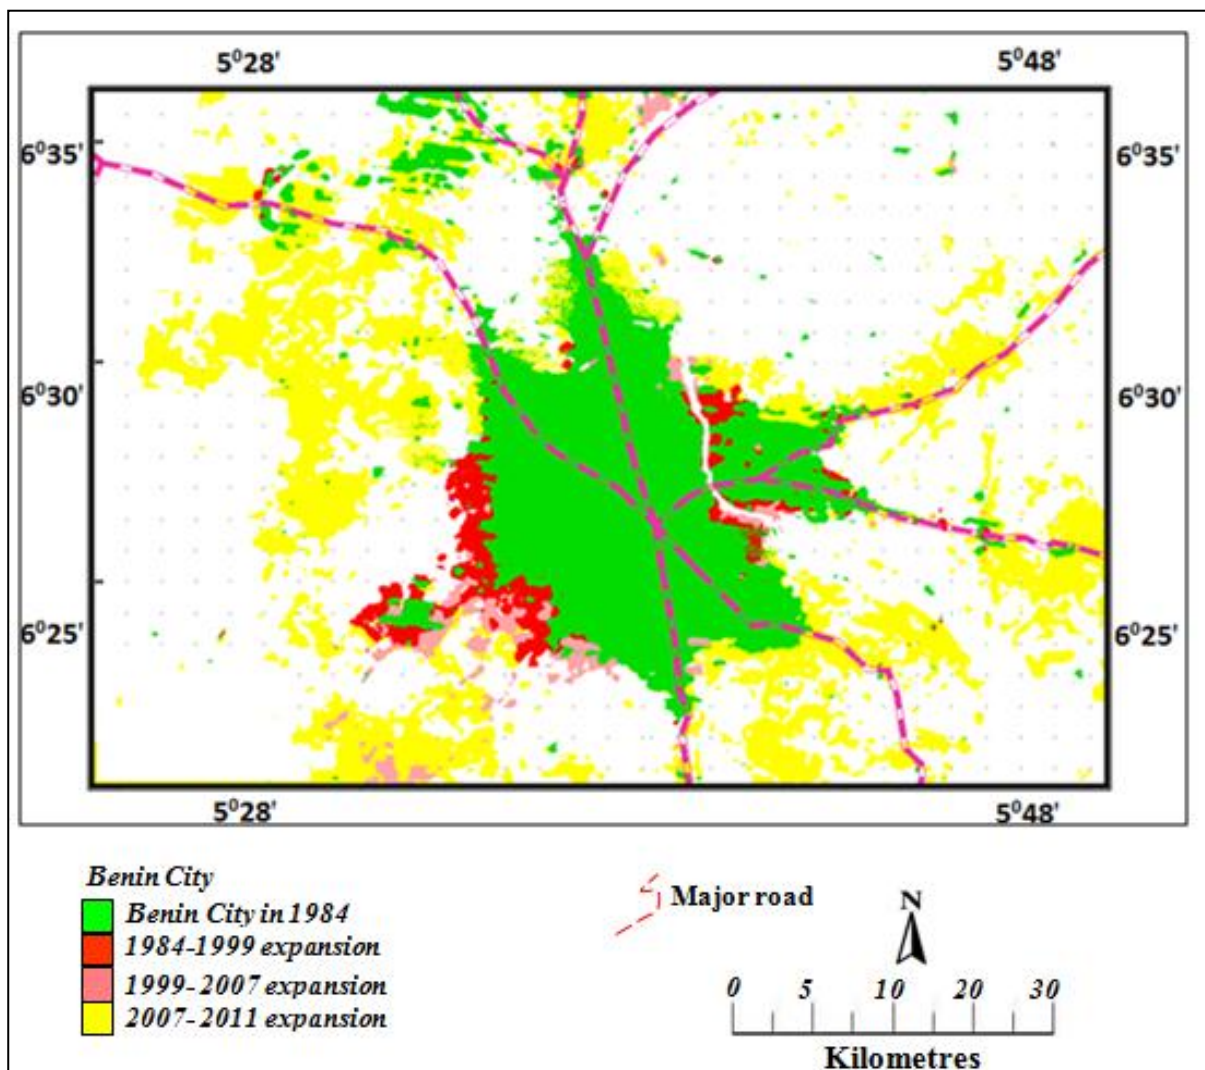 5⁰28' 5⁰48'
6⁰35' 6⁰35'
6⁰30' 6⁰30'
6⁰25' 6⁰25'
5⁰28' 5⁰48'
Benin City
Benin City in 1984
1984-1999 expansion
1999-2007 expansion
2007-2011 expansion
Major road
N
0 5 10 20 30
Kilometres